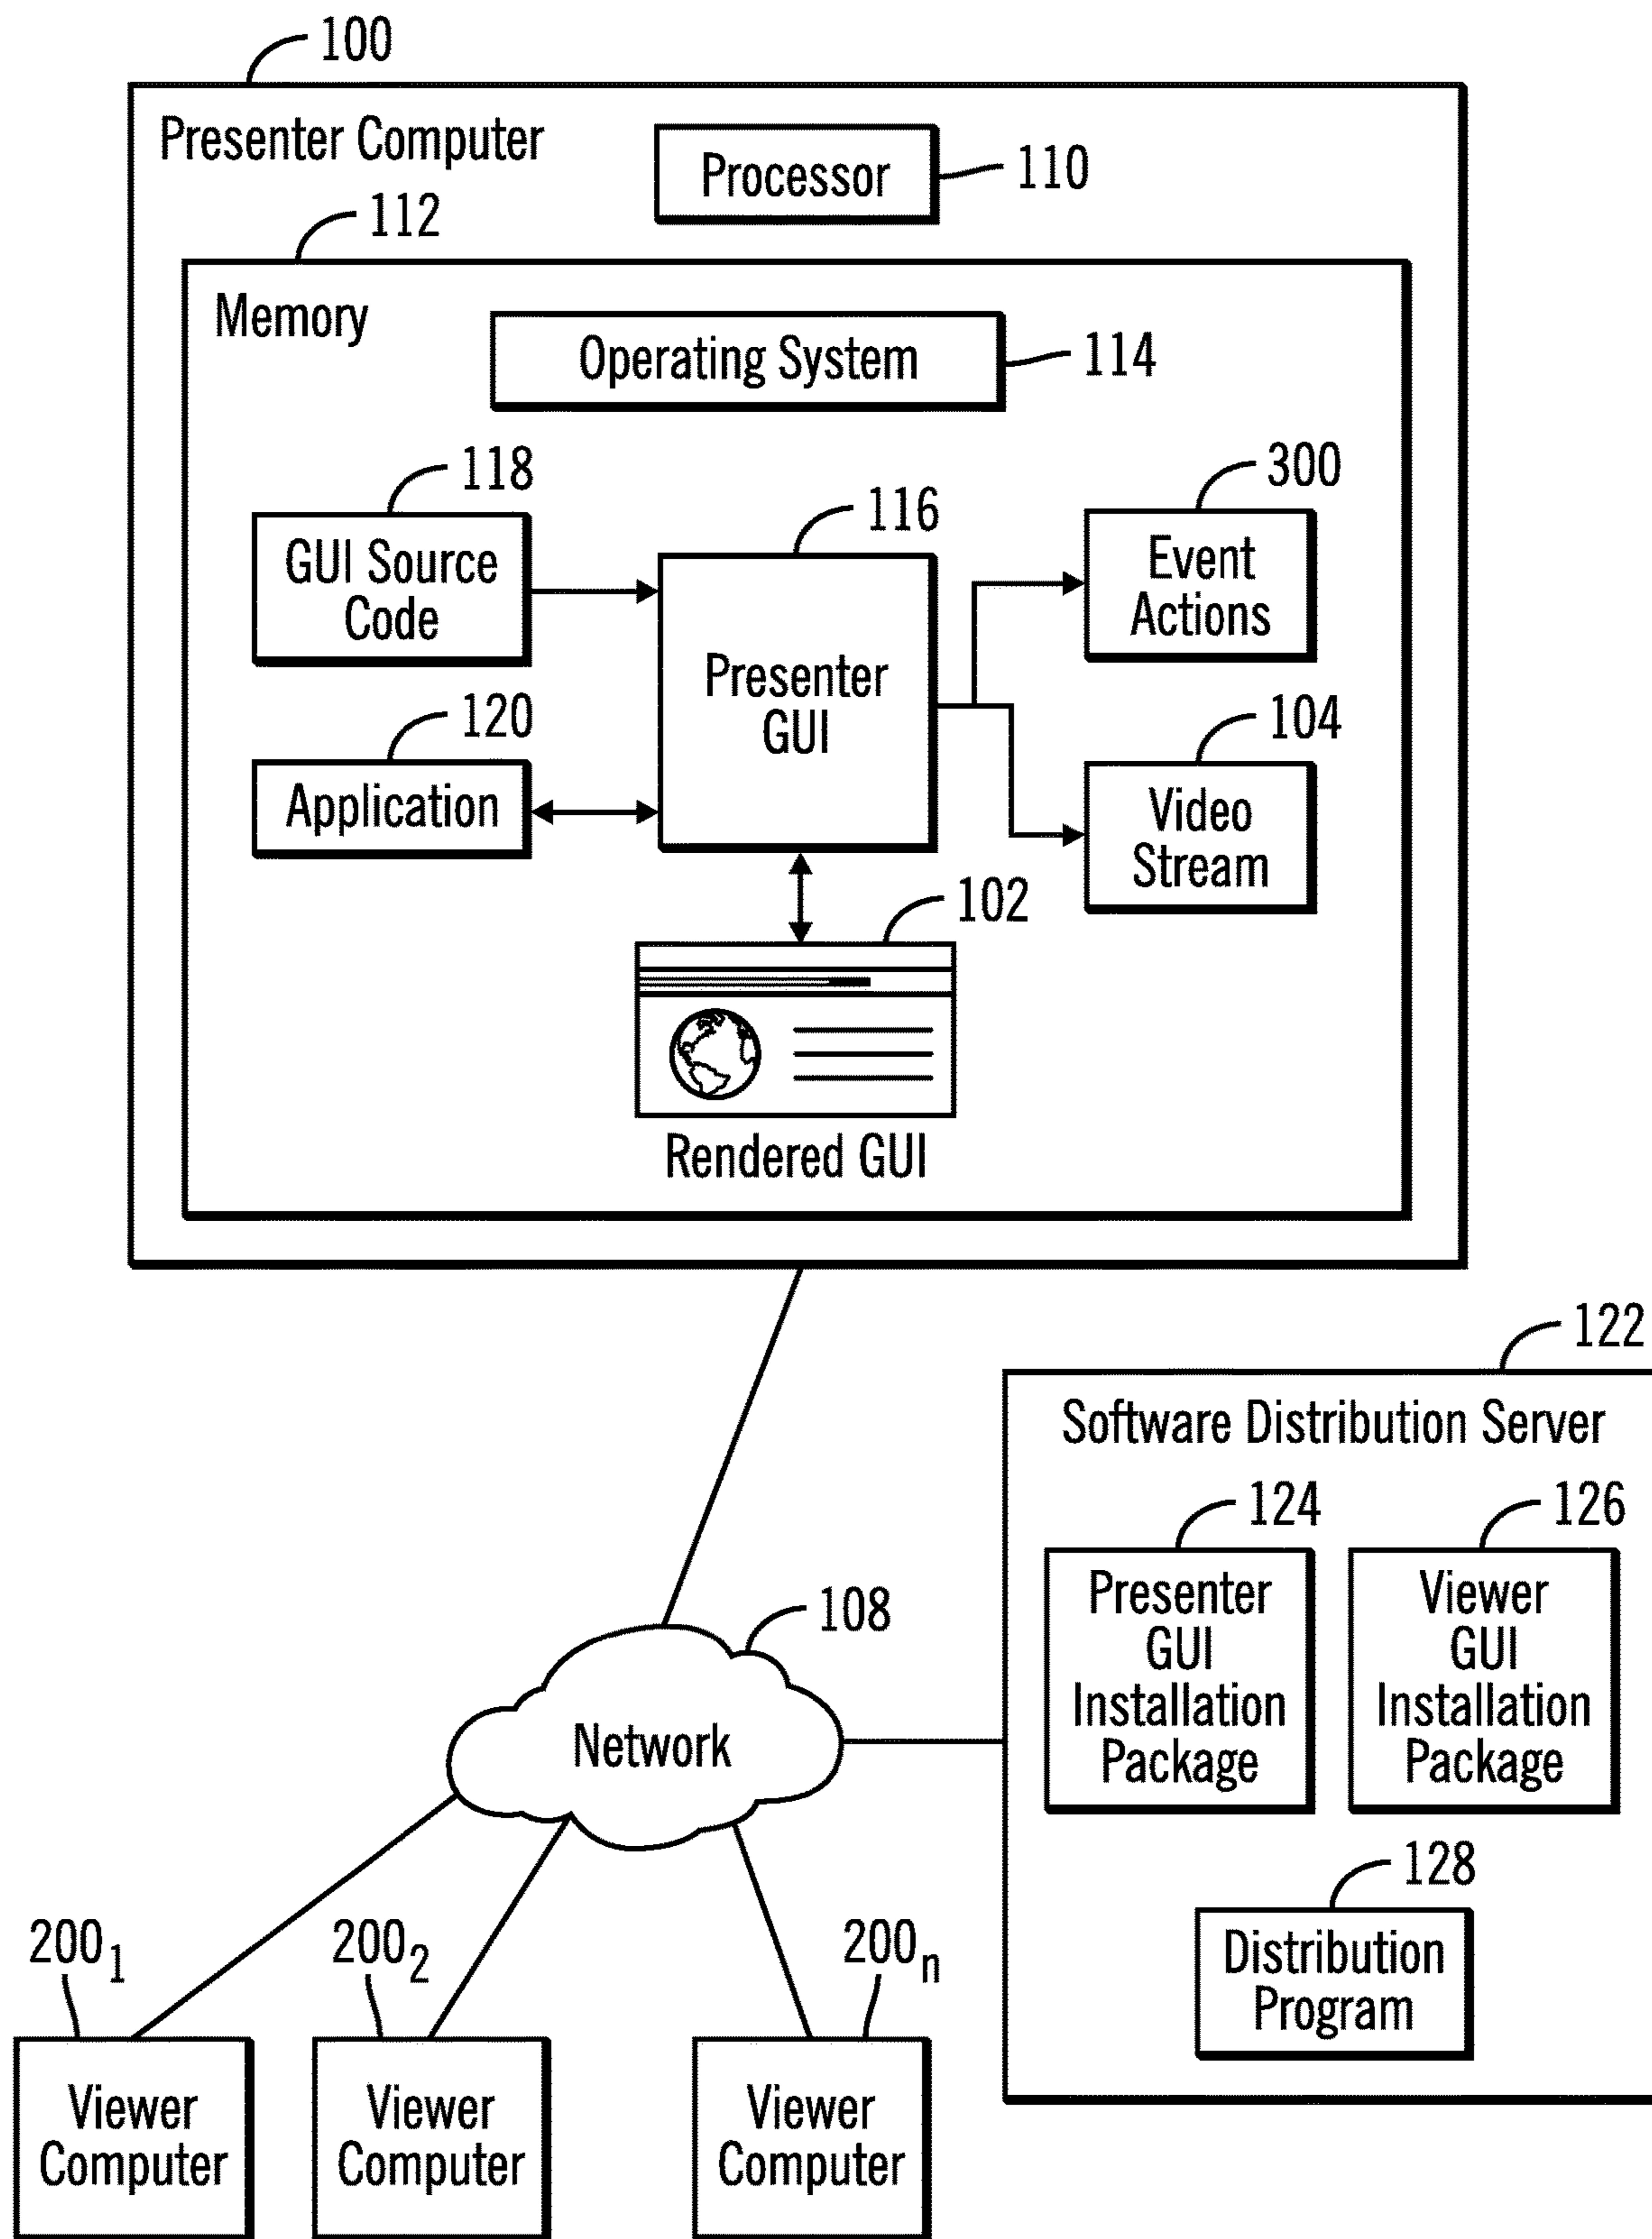 100
Presenter Computer
Processor
110
112
Memory
Operating System
114
118
GUI Source
Code
116
Presenter
GUI
300
Event
Actions
120
Application
104
Video
Stream
102
Rendered GUI
122
Software Distribution Server
124
Presenter
GUI
Installation
Package
126
Viewer
GUI
Installation
Package
108
Network
128
Distribution
Program
200₁
Viewer
Computer
200₂
Viewer
Computer
200ₙ
Viewer
Computer